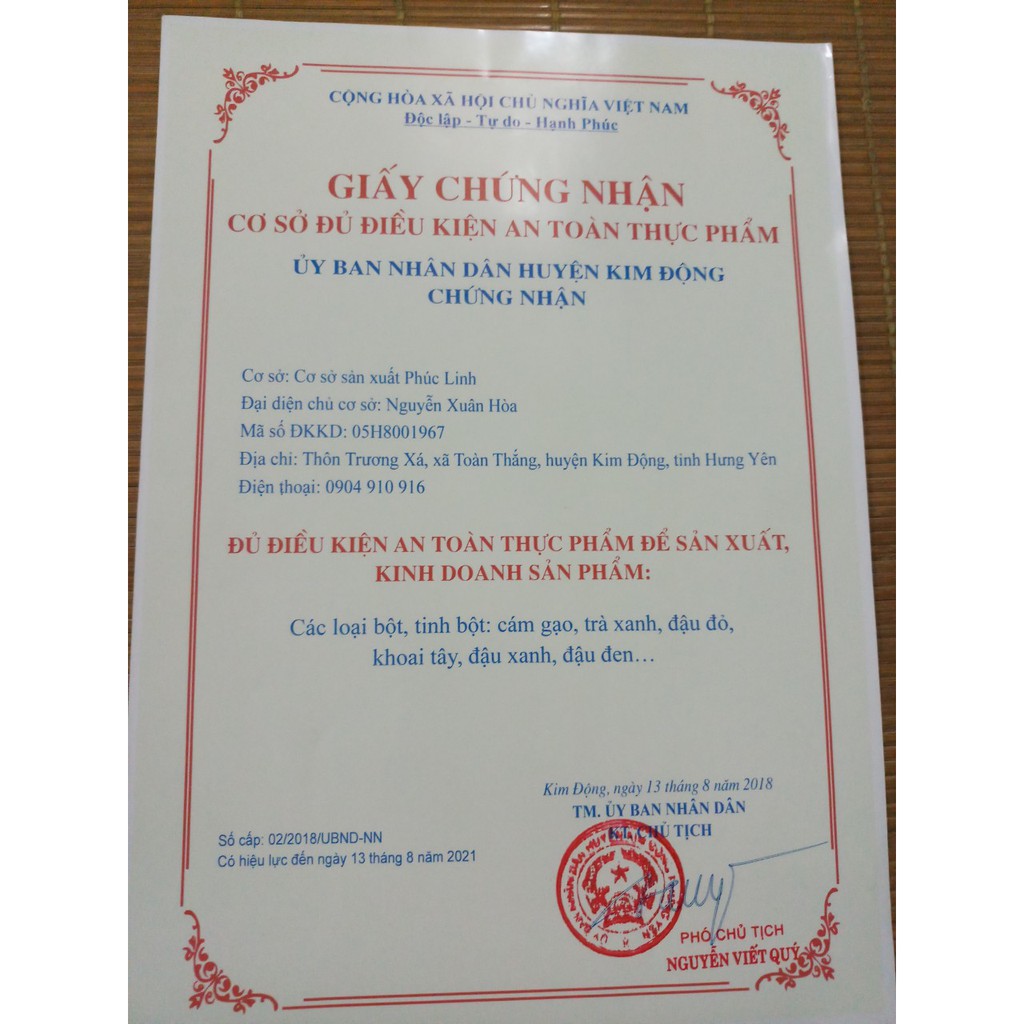 CỘNG HÒA XÃ HỘI CHỦ NGHĨA VIỆT NAM
Độc lập - Tự do - Hạnh Phúc
GIẤY CHỨNG NHẬN
CƠ SỞ ĐỦ ĐIỀU KIỆN AN TOÀN THỰC PHẨM
ỦY BAN NHÂN DÂN HUYỆN KIM ĐỘNG
CHỨNG NHẬN
Cơ sở: Cơ sở sản xuất Phúc Linh
Đại diện chủ cơ sở: Nguyễn Xuân Hòa
Mã số ĐKKD: 05H8001967
Địa chỉ: Thôn Trương Xá, xã Toàn Thắng, huyện Kim Động, tỉnh Hưng Yên
Điện thoại: 0904 910 916
ĐỦ ĐIỀU KIỆN AN TOÀN THỰC PHẨM ĐỂ SẢN XUẤT,
KINH DOANH SẢN PHẨM:
Các loại bột, tinh bột: cám gạo, trà xanh, đậu đỏ,
khoai tây, đậu xanh, đậu đen...
Kim Động, ngày 13 tháng 8 năm 2018
TM. ỦY BAN NHÂN DÂN
KT. CHỦ TỊCH
Số cấp: 02/2018/UBND-NN
Có hiệu lực đến ngày 13 tháng 8 năm 2021
PHÓ CHỦ TỊCH
NGUYỄN VIẾT QUÝ